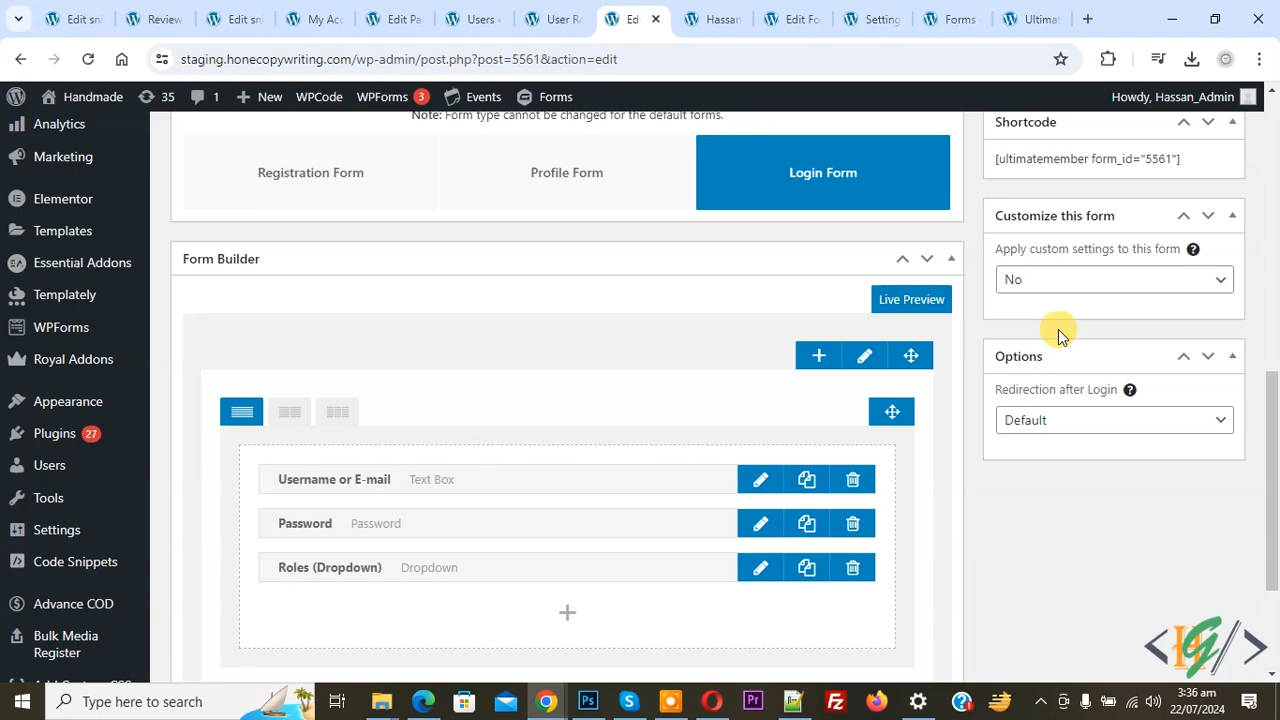 Edit sni
Review
Edit sni
My Acc
Edit Pa
Users
User Ro
Edi
Hassan
Edit Fo
Setting
Forms
Ultimat
staging.honecopywriting.com/wp-admin/post.php?post=5561&action=edit
Handmade
35
1
New
WPCode
WPForms 3
Events
Forms
Howdy, Hassan_Admin
Analytics
Marketing
Elementor
Templates
Essential Addons
Templately
WPForms
Royal Addons
Appearance
Plugins 27
Users
Tools
Settings
Code Snippets
Advance COD
Bulk Media
Register
Note: Form type cannot be changed for the default forms.
Registration Form
Profile Form
Login Form
Form Builder
Live Preview
Username or E-mail Text Box
Password Password
Roles (Dropdown) Dropdown
Shortcode
[ultimatemember form_id="5561"]
Customize this form
Apply custom settings to this form
No
Options
Redirection after Login
Default
Type here to search
3:36 am
22/07/2024